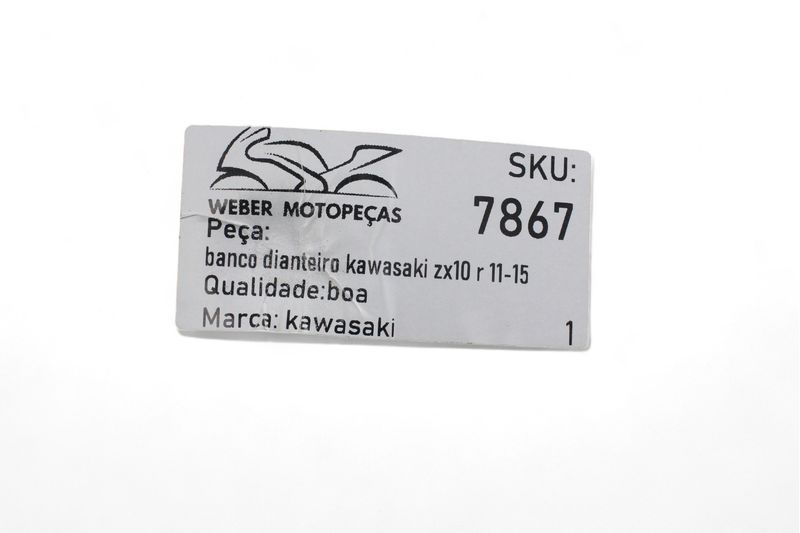 WEBER MOTOPEÇAS
SKU:
7867
Peça:
banco dianteiro kawasaki zx10 r 11-15
Qualidade:boa
Marca: kawasaki
1